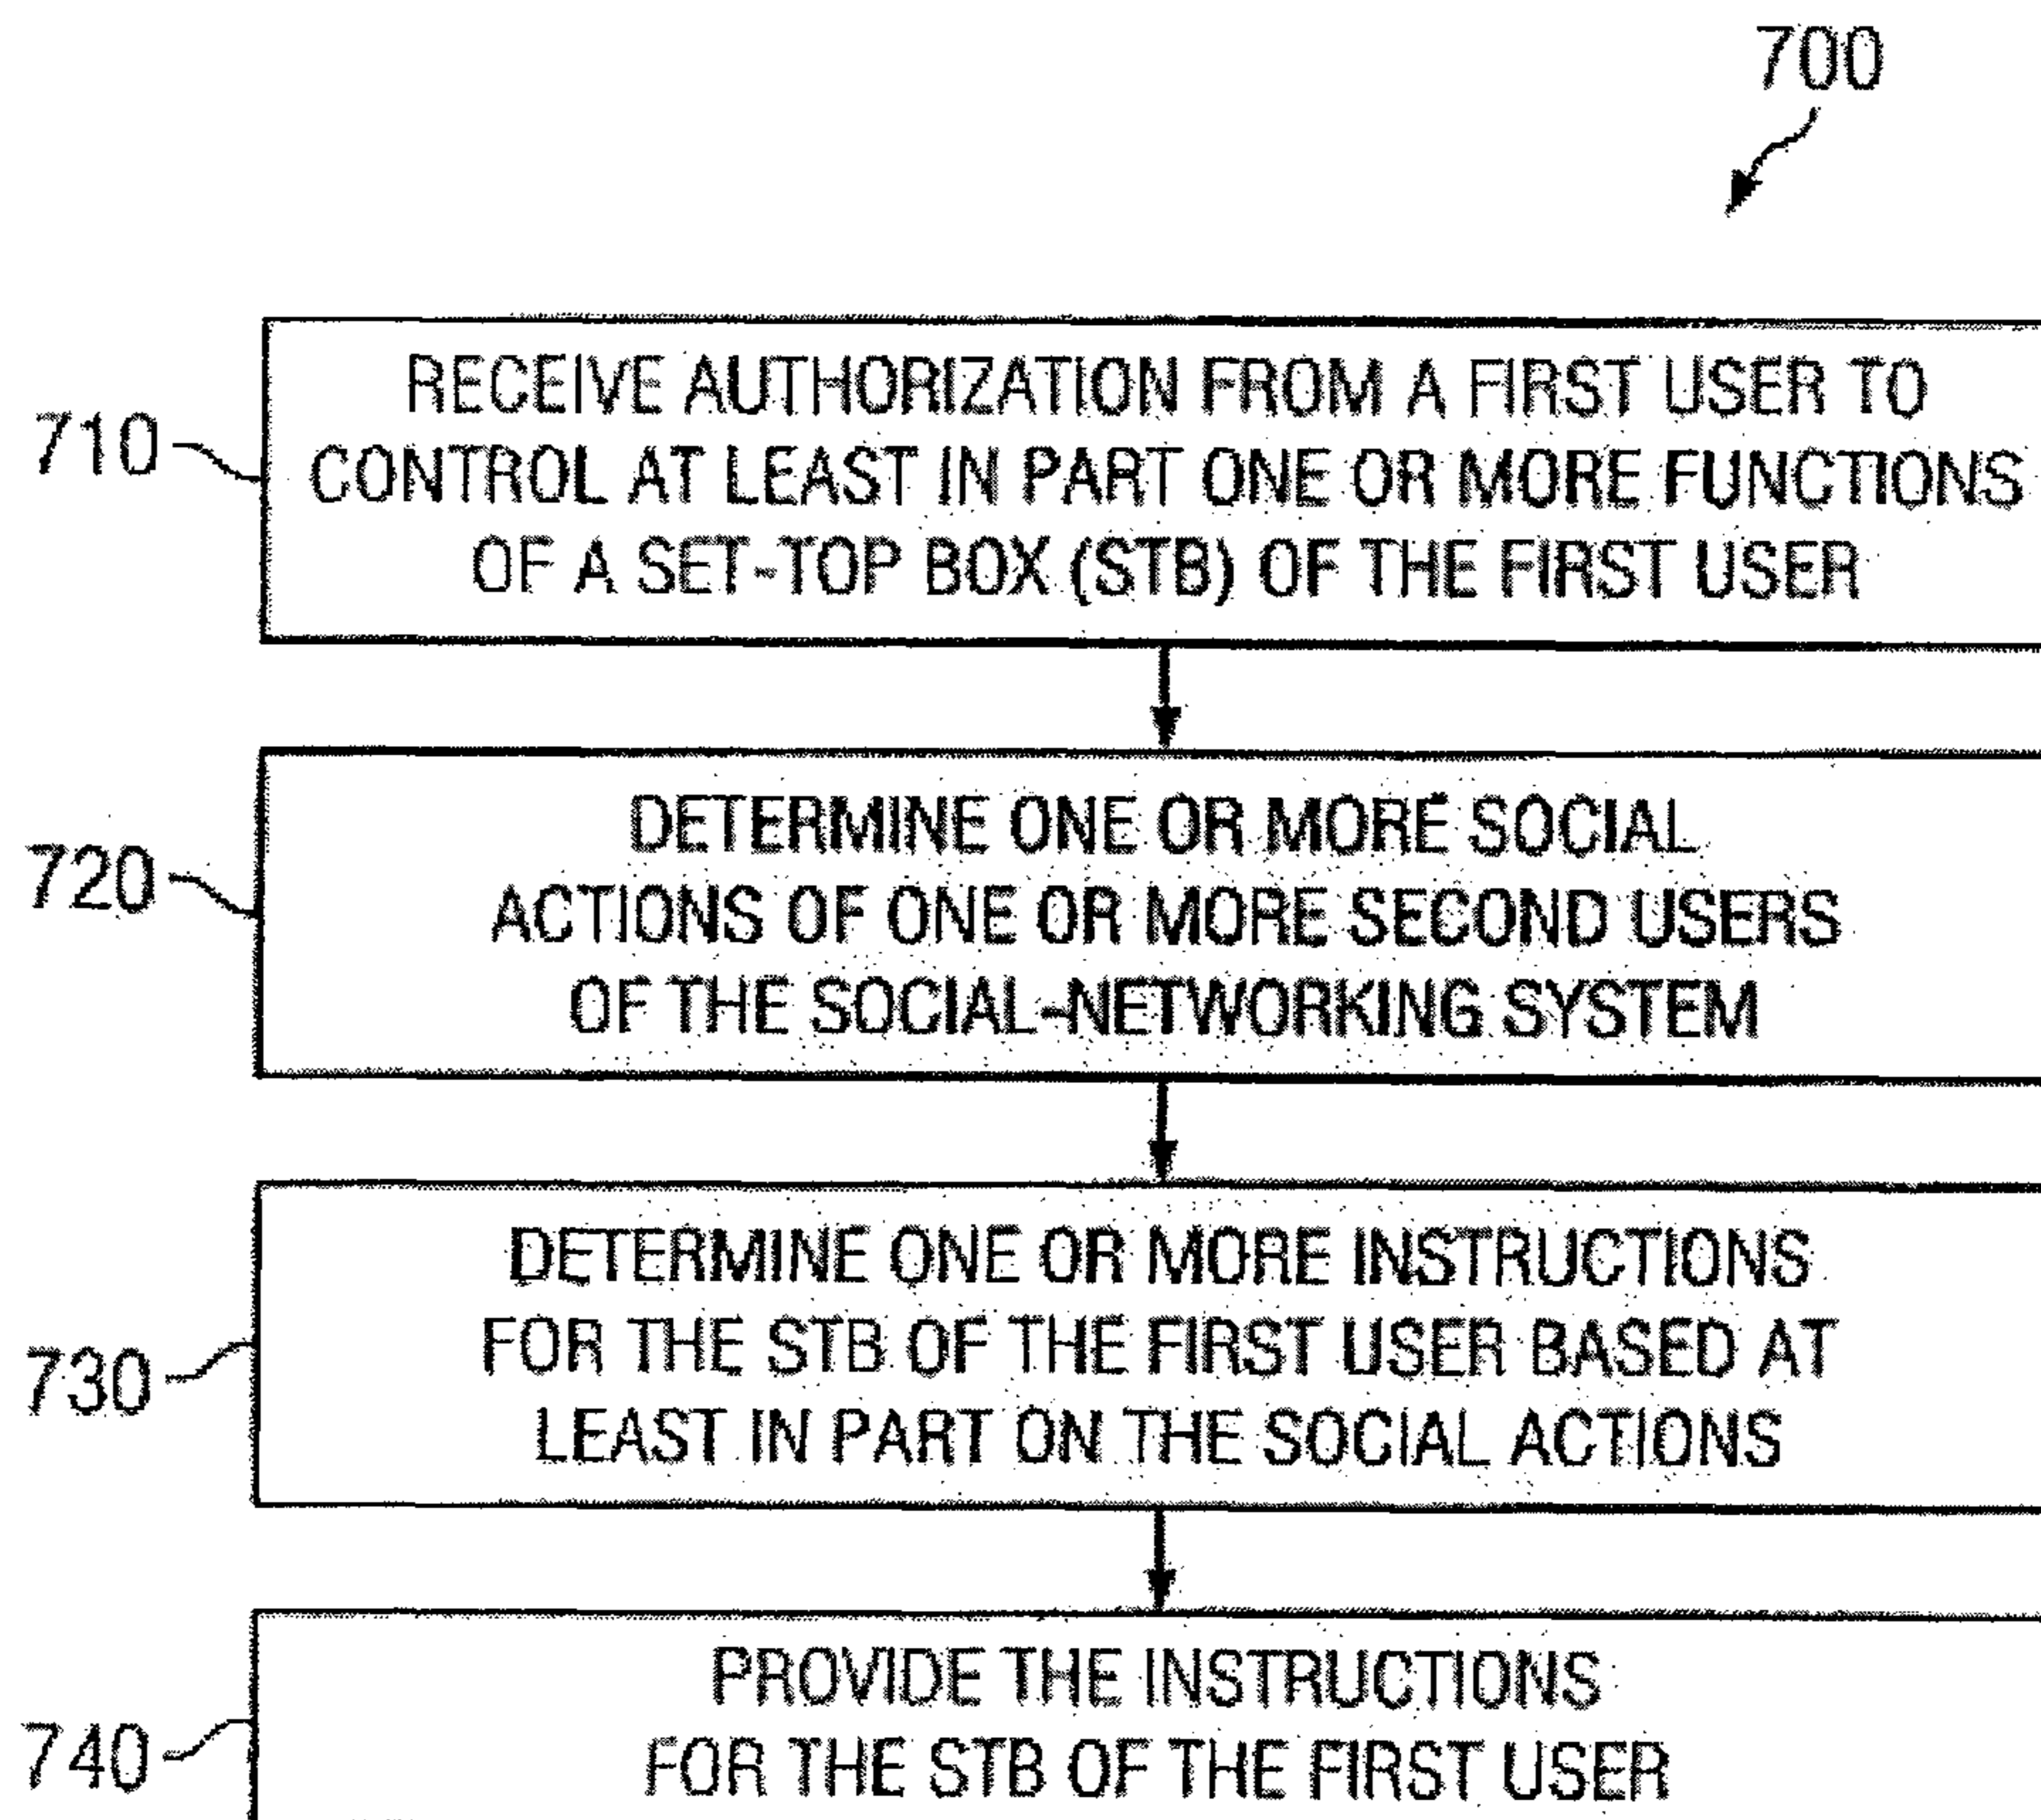 700
710
RECEIVE AUTHORIZATION FROM A FIRST USER TO
CONTROL AT LEAST IN PART ONE OR MORE FUNCTIONS
OF A SET-TOP BOX (STB) OF THE FIRST USER
720
DETERMINE ONE OR MORE SOCIAL
ACTIONS OF ONE OR MORE SECOND USERS
OF THE SOCIAL-NETWORKING SYSTEM
730
DETERMINE ONE OR MORE INSTRUCTIONS
FOR THE STB OF THE FIRST USER BASED AT
LEAST IN PART ON THE SOCIAL ACTIONS
740
PROVIDE THE INSTRUCTIONS
FOR THE STB OF THE FIRST USER